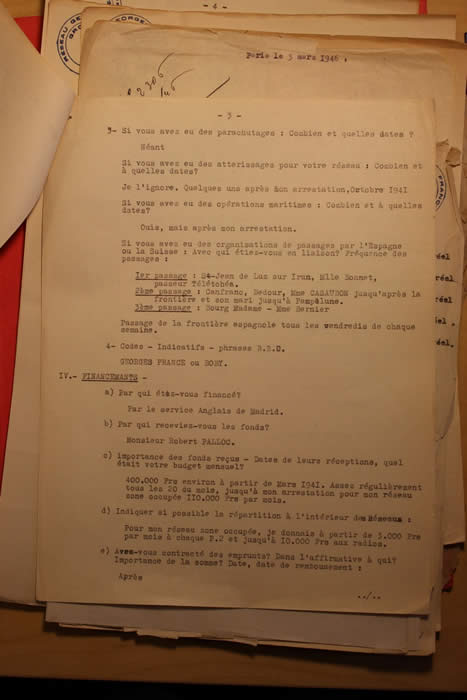 - 4 -
Paris le 3 mars 1946 :
- 3 -
3- Si vous avez eu des parachutages : Combien et quelles dates ?
Néant
Si vous avez eu des atterissages pour votre réseau : Combien et
à quelles dates?
Je l'ignore. Quelques uns après mon arrestation,Octobre 1941
Si vous avez eu des opérations maritimes : Combien et à quelles
dates?
Ouis, mais après mon arrestation.
Si vous avez eu des organisations de passages par l'Espagne
ou la Suisse : Avec qui étiez-vous en liaison? Fréquence des
passages :
1er passage : St-Jean de Luz sur Irun, Mlle Bonnet,
passeur Télétchéa.
2ème passage : Canfranc, Bedour, Mme CASAUBON jusqu'après la
frontière et son mari jusqu'à Pampelune.
3ème passage : Bourg Madame - Mme Bernier
Passage de la frontière espagnole tous les vendredis de chaque
semaine.
4- Codes - Indicatifs - phrases B.B.C.
GEORGES FRANCE ou BOBY.
IV.- FINANCEMANTS -
a) Par qui étez-vous financé?
Par le service Anglais de Madrid.
b) Par qui receviez-vous les fonds?
Monsieur Robert PALLOC.
c) importance des fonds reçus - Dates de leurs réceptions, quel
était votre budget mensuel?
400.000 Frs environ à partir de Mars 1941. Assez régulièrement
tous les 20 du mois, jusqu'à mon arrestation pour mon réseau
zone occupée 110.000 Frs par mois.
d) Indiquer si possible la répartition à l'intérieur des Réseaux :
Pour mon réseau zone occupée, je donnais à partir de 3.000 Frs
par mois à chaque P.2 et jusqu'à 10.000 Frs aux radios.
e) Avez-vous contracté des emprunts? Dans l'affirmative à qui?
Importance de la somme? Date, date de remboursement :
Après
../..